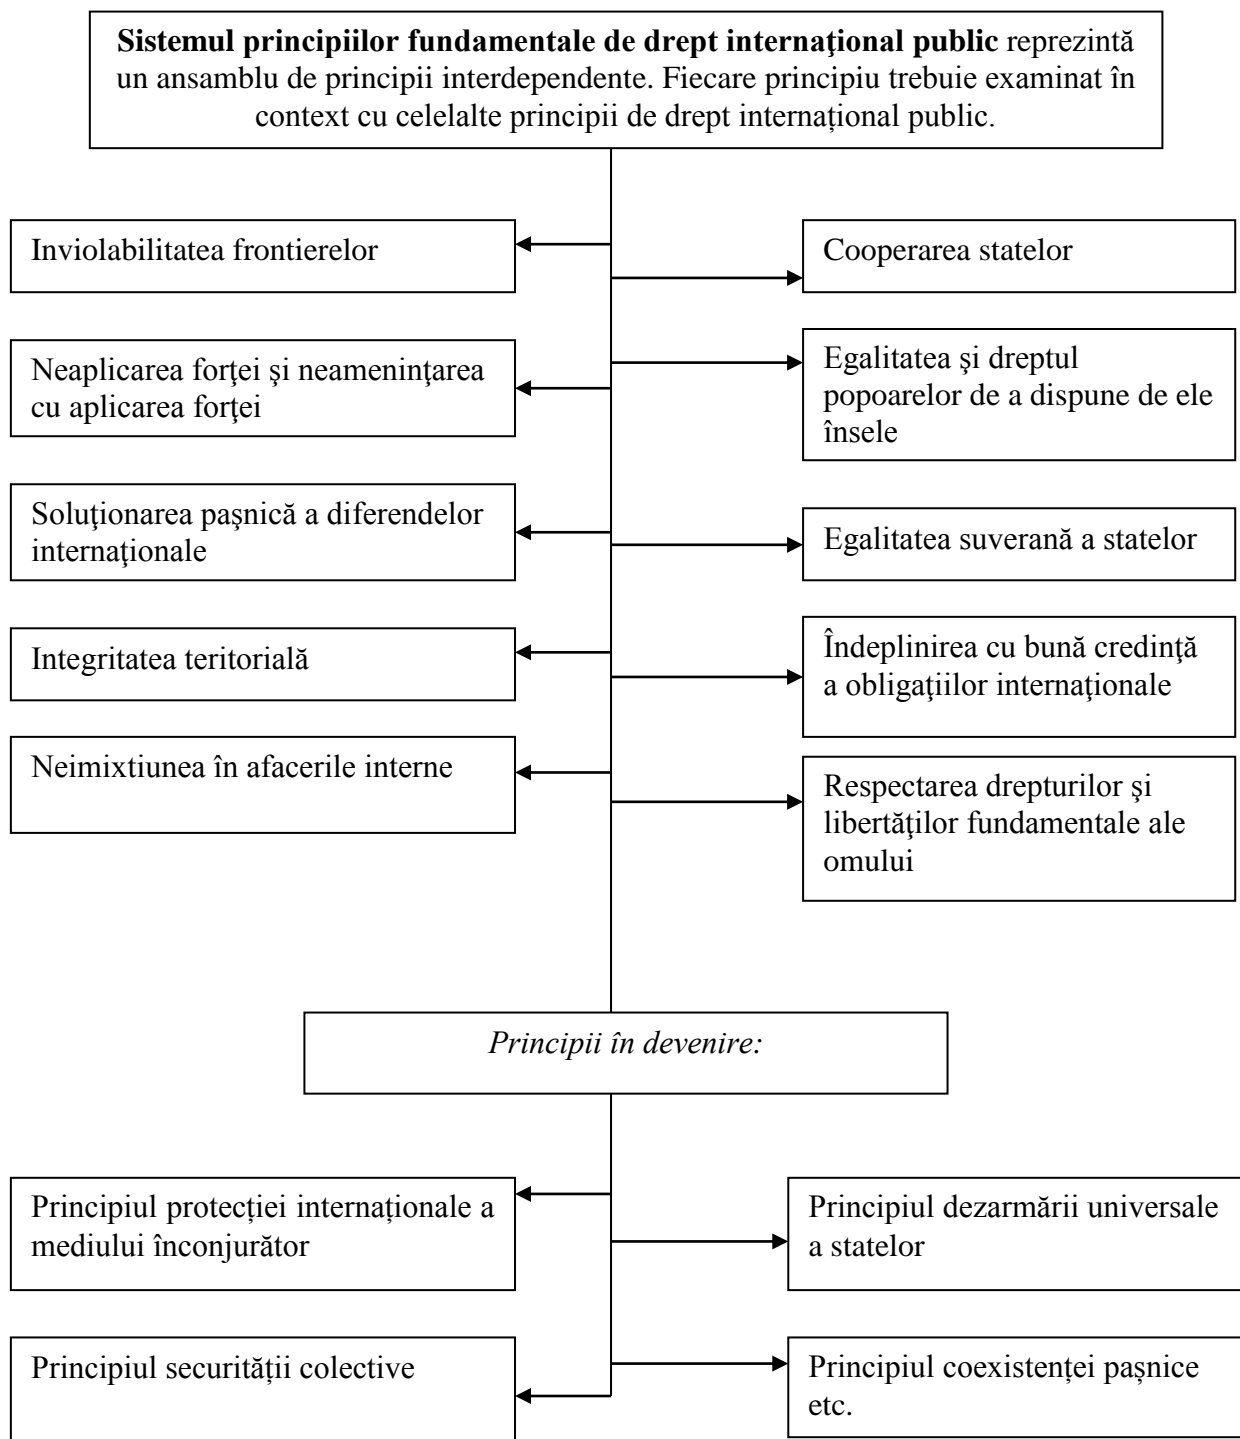 Sistemul principiilor fundamentale de drept internaţional public reprezintă
un ansamblu de principii interdependente. Fiecare principiu trebuie examinat în
context cu celelalte principii de drept internațional public.
Inviolabilitatea frontierelor
Cooperarea statelor
Neaplicarea forţei şi neameninţarea
cu aplicarea forţei
Egalitatea şi dreptul
popoarelor de a dispune de ele
însele
Soluţionarea paşnică a diferendelor
internaţionale
Egalitatea suverană a statelor
Integritatea teritorială
Îndeplinirea cu bună credinţă
a obligațiilor internaţionale
Neimixtiunea în afacerile interne
Respectarea drepturilor şi
libertăţilor fundamentale ale
omului
Principii în devenire:
Principiul protecției internaționale a
mediului înconjurător
Principiul dezarmării universale
a statelor
Principiul securității colective
Principiul coexistenței pașnice
etc.